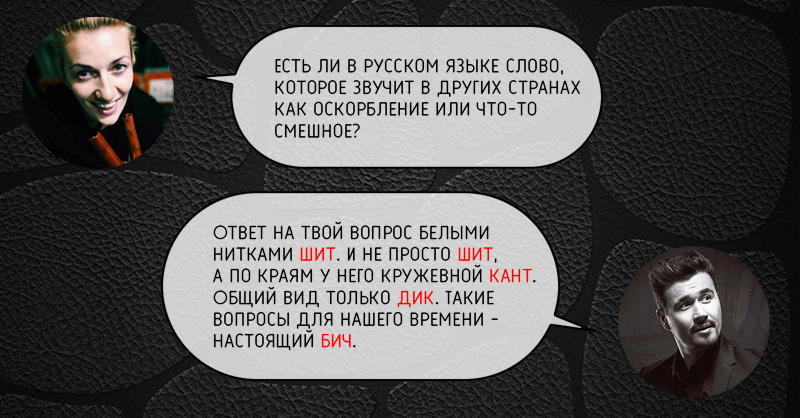 ЕСТЬ ЛИ В РУССКОМ ЯЗЫКЕ СЛОВО,
КОТОРОЕ ЗВУЧИТ В ДРУГИХ СТРАНАХ
КАК ОСКОРБЛЕНИЕ ИЛИ ЧТО-ТО
СМЕШНОЕ?
ОТВЕТ НА ТВОЙ ВОПРОС БЕЛЫМИ
НИТКАМИ ШИТ. И НЕ ПРОСТО ШИТ,
А ПО КРАЯМ У НЕГО КРУЖЕВНОЙ КАНТ.
ОБЩИЙ ВИД ТОЛЬКО ДИК. ТАКИЕ
ВОПРОСЫ ДЛЯ НАШЕГО ВРЕМЕНИ -
НАСТОЯЩИЙ БИЧ.